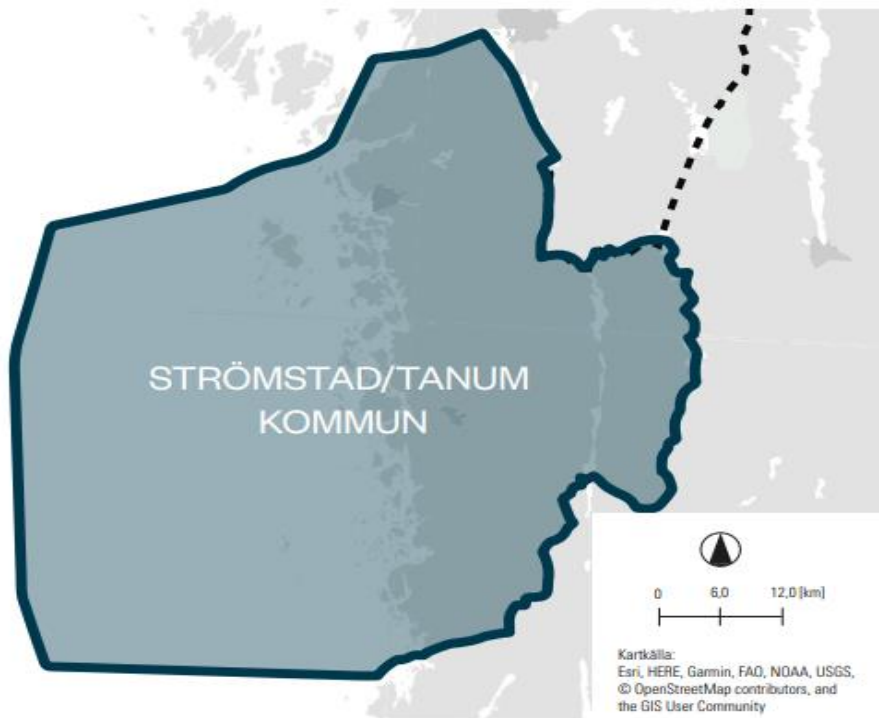 STRÖMSTAD/TANUM
KOMMUN
0 6,0 12,0 [km]
Kartkälla:
Esri, HERE, Garmin, FAO, NOAA, USGS,
© OpenStreetMap contributors, and
the GIS User Community